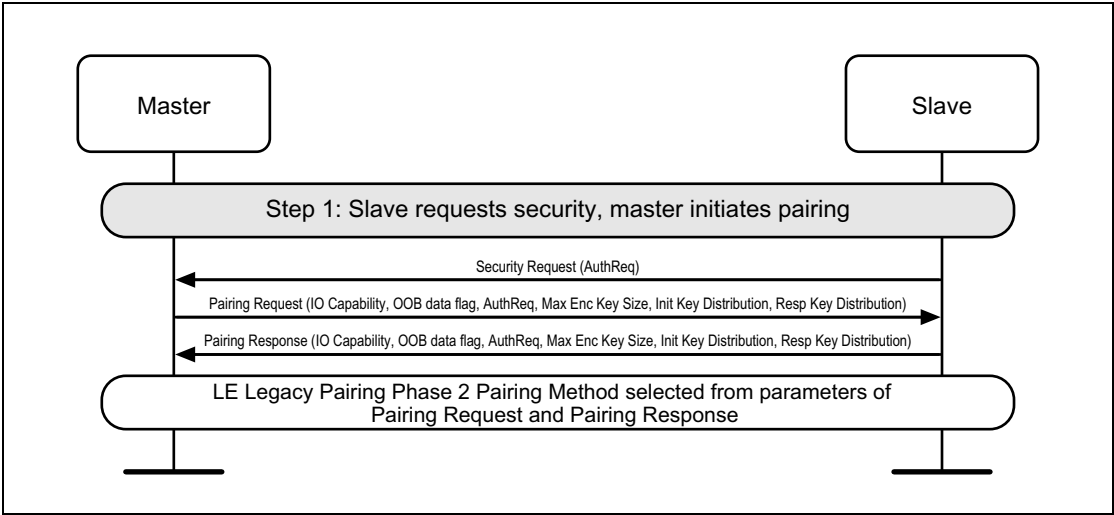 Master
Slave
Step 1: Slave requests security, master initiates pairing
Security Request (AuthReq)
Pairing Request (IO Capability, OOB data flag, AuthReq, Max Enc Key Size, Init Key Distribution, Resp Key Distribution)
Pairing Response (IO Capability, OOB data flag, AuthReq, Max Enc Key Size, Init Key Distribution, Resp Key Distribution)
LE Legacy Pairing Phase 2 Pairing Method selected from parameters of
Pairing Request and Pairing Response